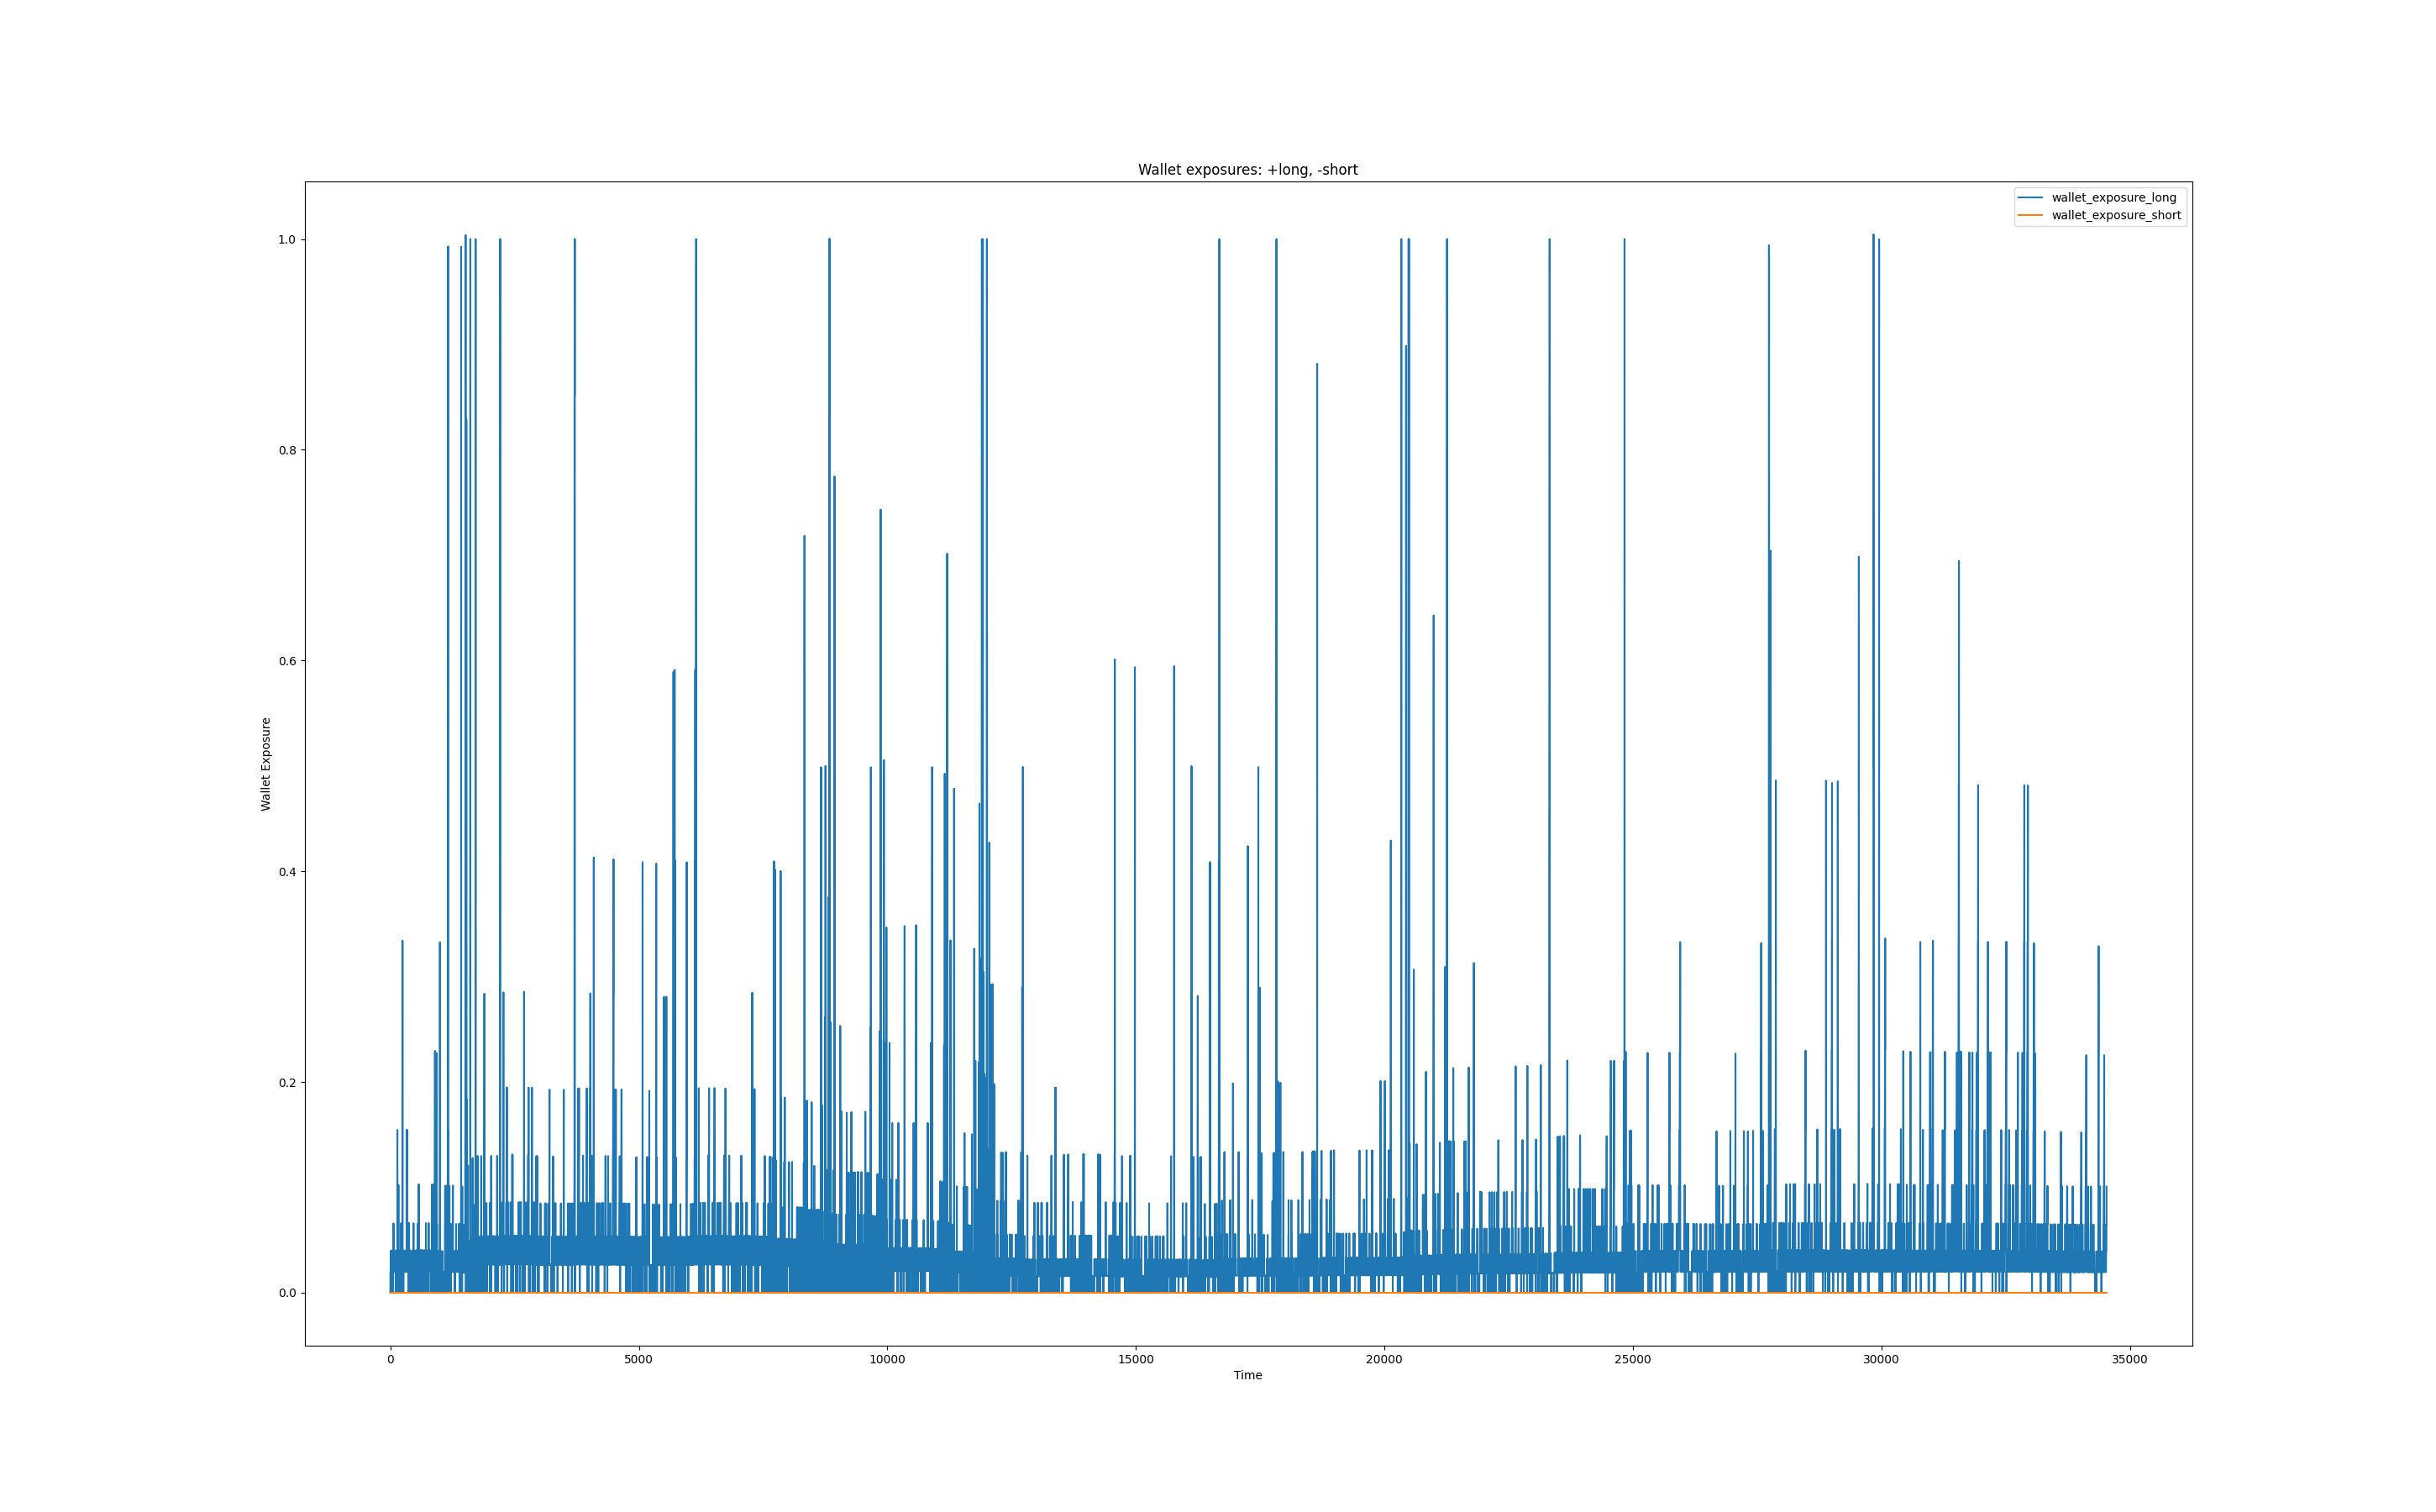 Wallet exposures: +long, -short
wallet_exposure_long
wallet_exposure_short
1.0
0.8
0.6
0.4
0.2
0.0
Wallet Exposure
0 5000 10000 15000 20000 25000 30000 35000
Time